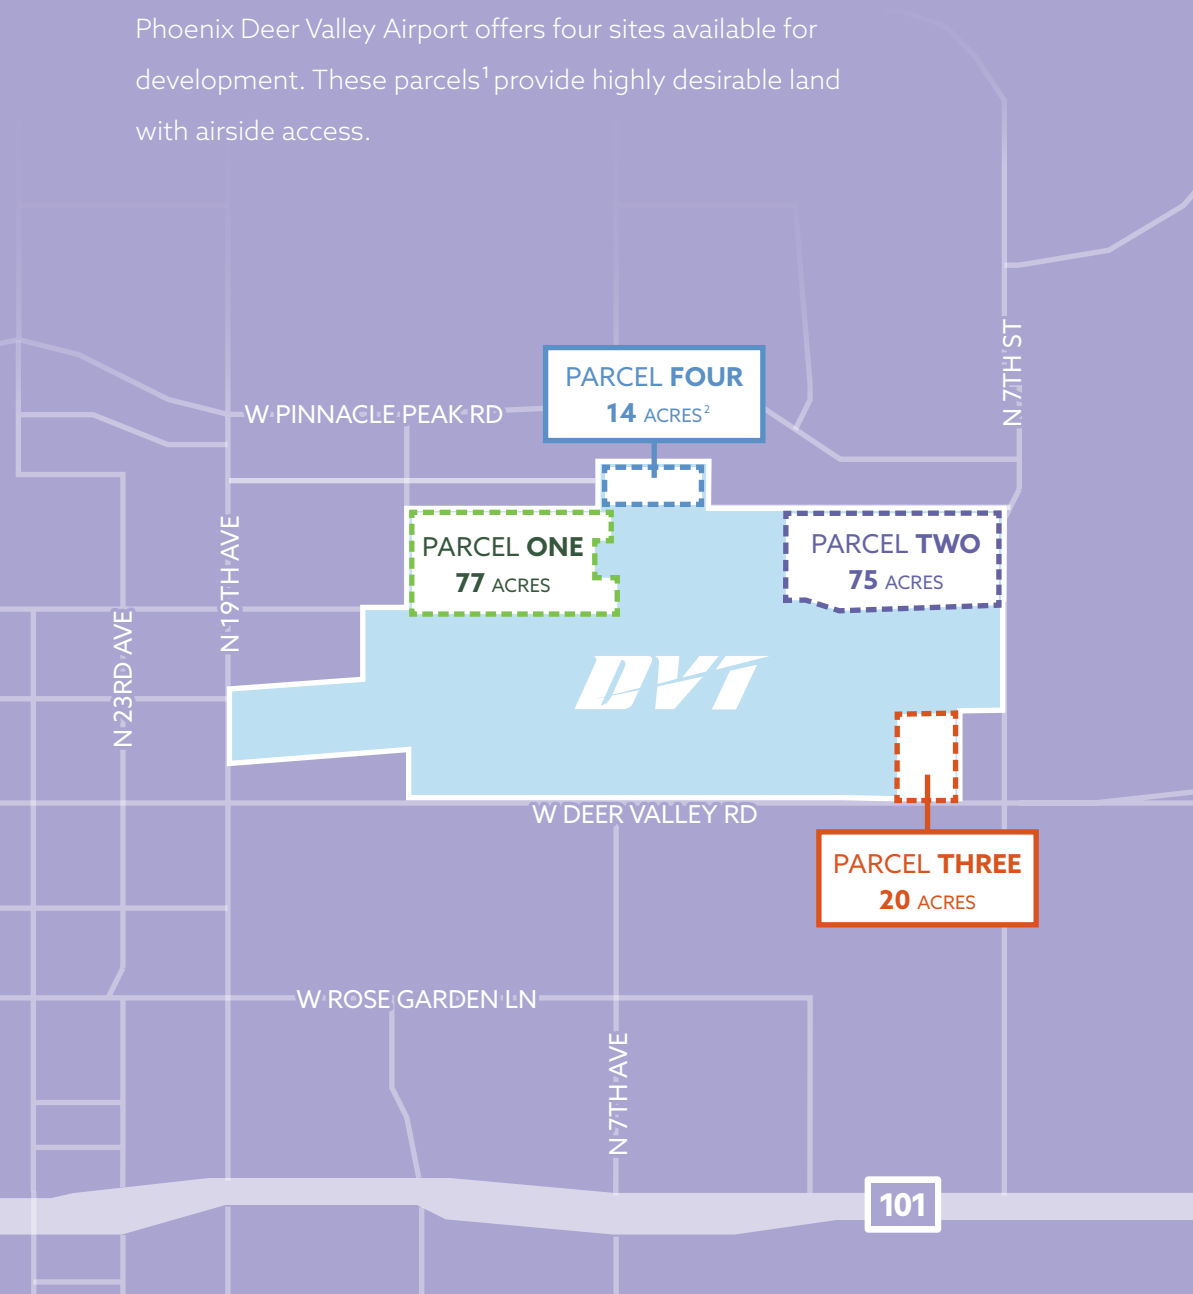 Phoenix Deer Valley Airport offers four sites available for
development. These parcels¹ provide highly desirable land
with airside access.
N 7TH ST
PARCEL FOUR
14 ACRES²
W PINNACLE PEAK RD
N 19TH AVE
PARCEL ONE
77 ACRES
PARCEL TWO
75 ACRES
N 23RD AVE
DVT
W DEER VALLEY RD
PARCEL THREE
20 ACRES
W ROSE GARDEN LN
N 7TH AVE
101